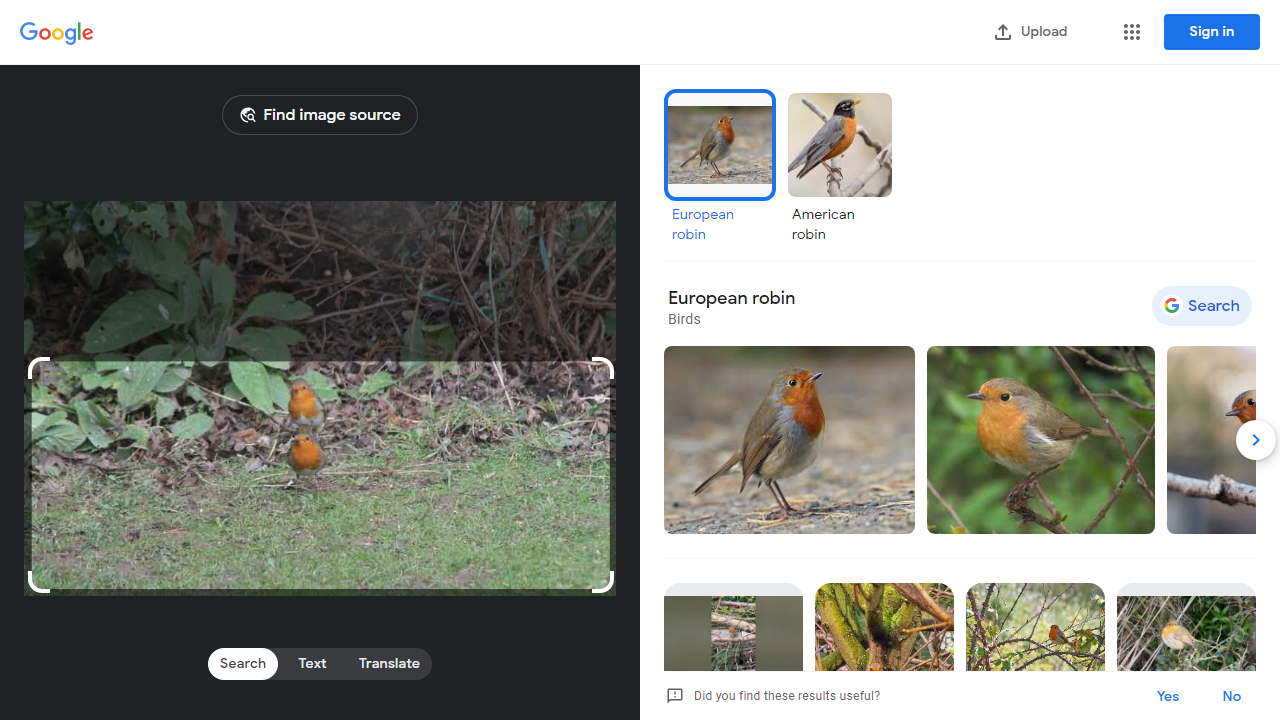 Google
Upload
Sign in
Find image source
European
robin
American
robin
European robin
Birds
Search
Search
Text
Translate
Did you find these results useful?
Yes
No